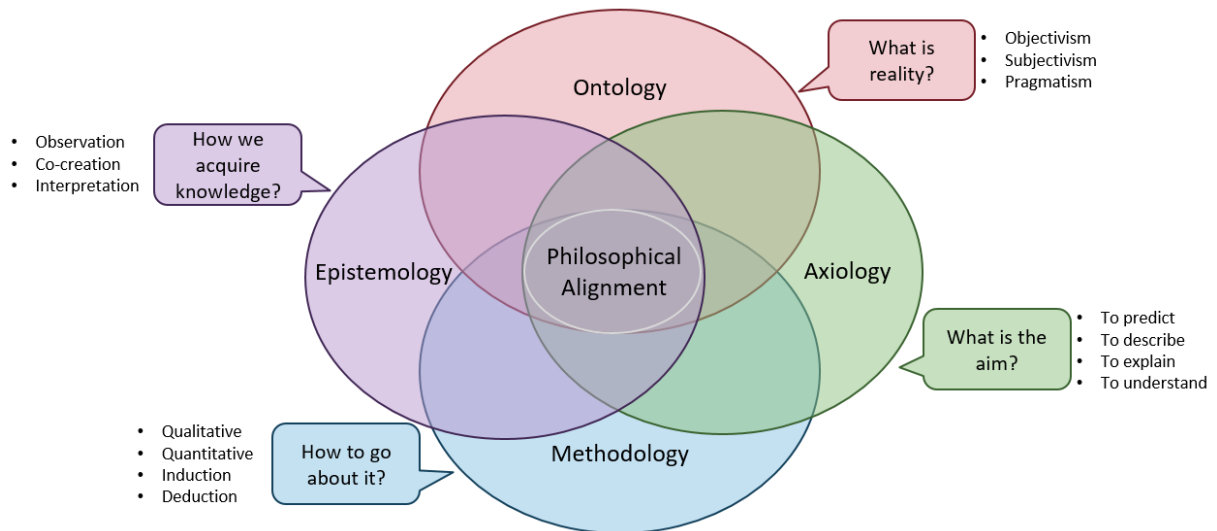 What is
reality?
• Objectivism
• Subjectivism
• Pragmatism
Ontology
• Observation
• Co-creation
• Interpretation
How we
acquire
knowledge?
Epistemology
Philosophical
Alignment
Axiology
What is the
aim?
• To predict
• To describe
• To explain
• To understand
• Qualitative
• Quantitative
• Induction
• Deduction
How to go
about it?
Methodology